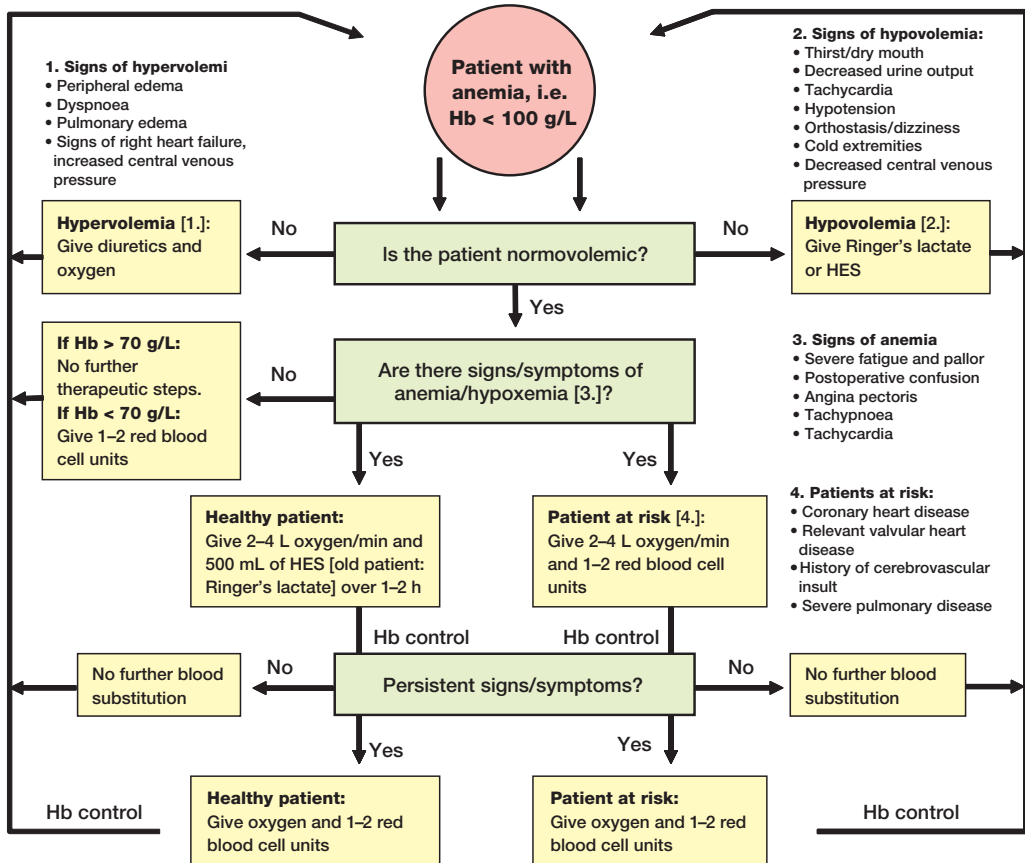 1. Signs of hypervolemi
• Peripheral edema
• Dyspnoea
• Pulmonary edema
• Signs of right heart failure,
increased central venous
pressure
Patient with
anemia, i.e.
Hb < 100 g/L
2. Signs of hypovolemia:
• Thirst/dry mouth
• Decreased urine output
• Tachycardia
• Hypotension
• Orthostasis/dizziness
• Cold extremities
• Decreased central venous
pressure
Hypervolemia [1.]:
Give diuretics and
oxygen
No
Is the patient normovolemic?
No
Hypovolemia [2.]:
Give Ringer's lactate
or HES
Yes
If Hb > 70 g/L:
No further
therapeutic steps.
If Hb < 70 g/L:
Give 1–2 red blood
cell units
No
Are there signs/symptoms of
anemia/hypoxemia [3.]?
3. Signs of anemia
• Severe fatigue and pallor
• Postoperative confusion
• Angina pectoris
• Tachypnoea
• Tachycardia
Yes
Yes
Healthy patient:
Give 2–4 L oxygen/min and
500 mL of HES [old patient:
Ringer's lactate] over 1–2 h
Patient at risk [4.]:
Give 2–4 L oxygen/min
and 1–2 red blood cell
units
4. Patients at risk:
• Coronary heart disease
• Relevant valvular heart
disease
• History of cerebrovascular
insult
• Severe pulmonary disease
Hb control
Hb control
No further blood
substitution
No
Persistent signs/symptoms?
No
No further blood
substitution
Yes
Yes
Hb control
Healthy patient:
Give oxygen and 1–2 red
blood cell units
Patient at risk:
Give oxygen and 1–2 red
blood cell units
Hb control